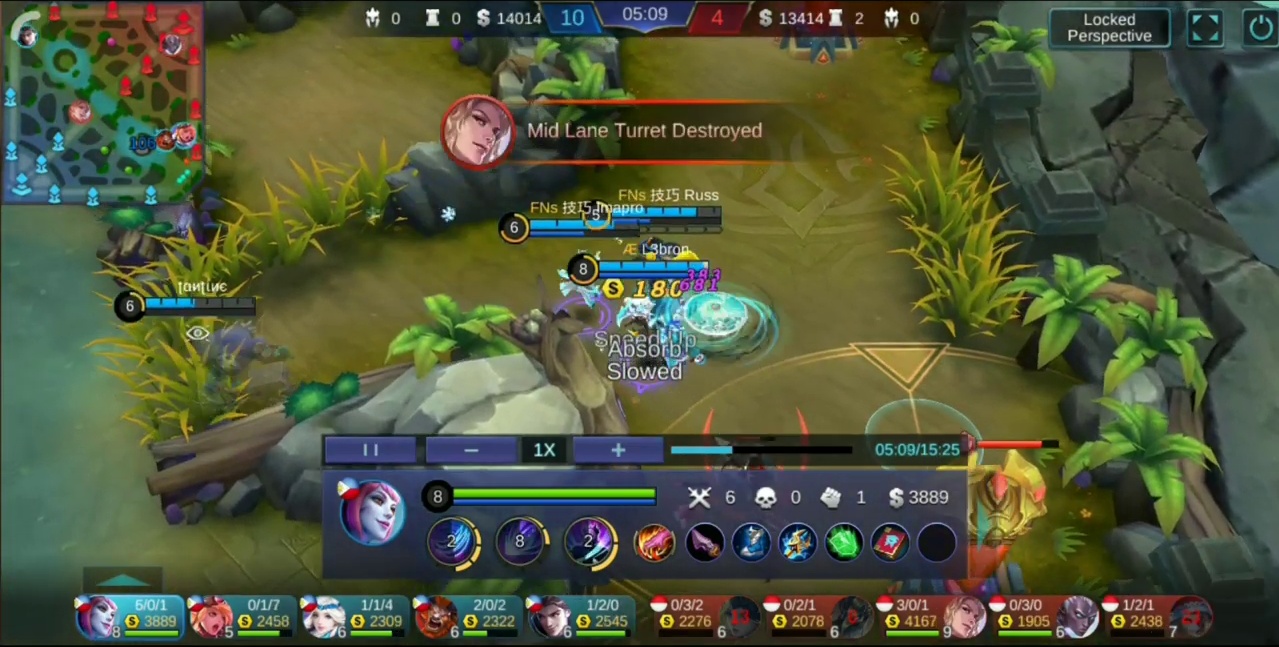 0 0 $ 14014 10 05:09 4 $ 13414 2 0
Locked
Perspective
Mid Lane Turret Destroyed
FNs 技巧 Russ
FNs 技巧 Imapro
5
6
Æ L3bron
8
383
681
180
6
Speed Up
Absorb
Slowed
1X
05:09/15:25
8
6 0 1 $ 3889
2 8 2
5/0/1 0/1/7 1/1/4 2/0/2 1/2/0 0/3/2 0/2/1 3/0/1 0/3/0 1/2/1
3889 2458 2309 2322 2545 2276 2078 4167 1905 2438
8 5 6 6 6 6 6 9 6 7
13